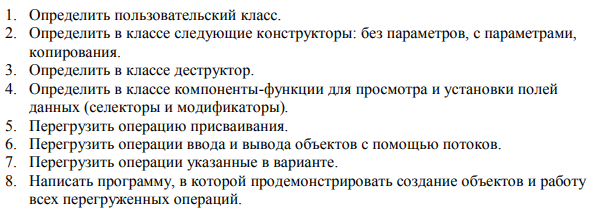 1. Определить пользовательский класс.
2. Определить в классе следующие конструкторы: без параметров, с параметрами,
копирования.
3. Определить в классе деструктор.
4. Определить в классе компоненты-функции для просмотра и установки полей
данных (селекторы и модификаторы).
5. Перегрузить операцию присваивания.
6. Перегрузить операции ввода и вывода объектов с помощью потоков.
7. Перегрузить операции указанные в варианте.
8. Написать программу, в которой продемонстрировать создание объектов и работу
всех перегруженных операций.